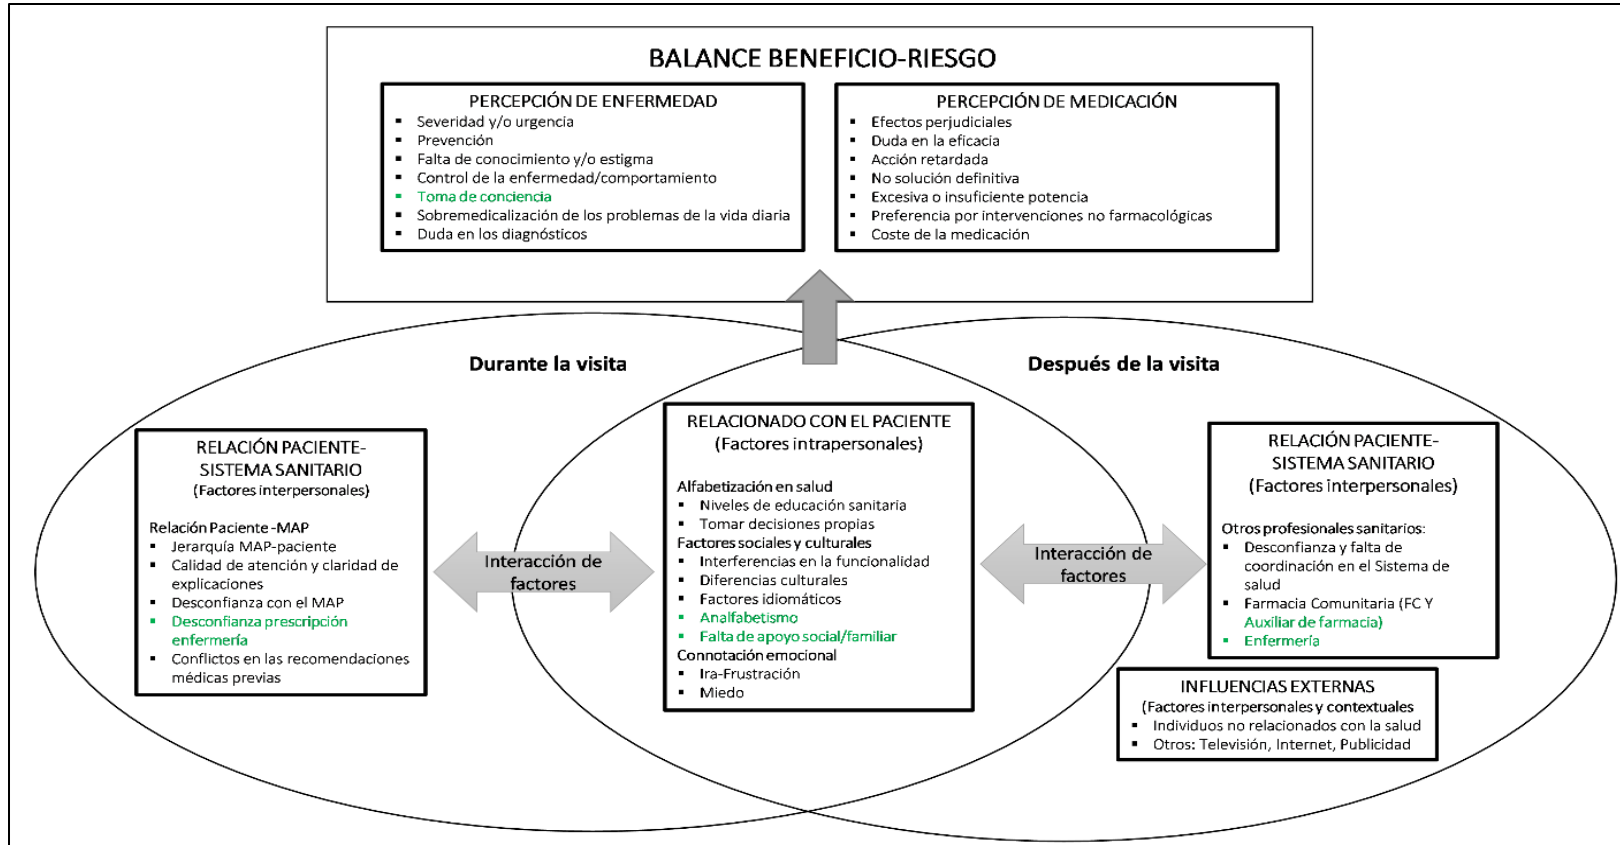 BALANCE BENEFICIO-RIESGO
PERCEPCIÓN DE ENFERMEDAD
▪ Severidad y/o urgencia
▪ Prevención
▪ Falta de conocimiento y/o estigma
▪ Control de la enfermedad/comportamiento
▪ Toma de conciencia
▪ Sobremedicalización de los problemas de la vida diaria
▪ Duda en los diagnósticos
PERCEPCIÓN DE MEDICACIÓN
▪ Efectos perjudiciales
▪ Duda en la eficacia
▪ Acción retardada
▪ No solución definitiva
▪ Excesiva o insuficiente potencia
▪ Preferencia por intervenciones no farmacológicas
▪ Coste de la medicación
Durante la visita
Después de la visita
RELACIÓN PACIENTE-
SISTEMA SANITARIO
(Factores interpersonales)
Relación Paciente -MAP
▪ Jerarquía MAP-paciente
▪ Calidad de atención y claridad de
explicaciones
▪ Desconfianza con el MAP
▪ Desconfianza prescripción
enfermería
▪ Conflictos en las recomendaciones
médicas previas
Interacción de
factores
RELACIONADO CON EL PACIENTE
(Factores intrapersonales)
Alfabetización en salud
▪ Niveles de educación sanitaria
▪ Tomar decisiones propias
Factores sociales y culturales
▪ Interferencias en la funcionalidad
▪ Diferencias culturales
▪ Factores idiomáticos
▪ Analfabetismo
▪ Falta de apoyo social/familiar
Connotación emocional
▪ Ira-Frustración
▪ Miedo
Interacción de
factores
RELACIÓN PACIENTE-
SISTEMA SANITARIO
(Factores interpersonales)
Otros profesionales sanitarios:
▪ Desconfianza y falta de
coordinación en el Sistema de
salud
▪ Farmacia Comunitaria (FC Y
Auxiliar de farmacia)
▪ Enfermería
INFLUENCIAS EXTERNAS
(Factores interpersonales y contextuales
▪ Individuos no relacionados con la salud
▪ Otros: Televisión, Internet, Publicidad